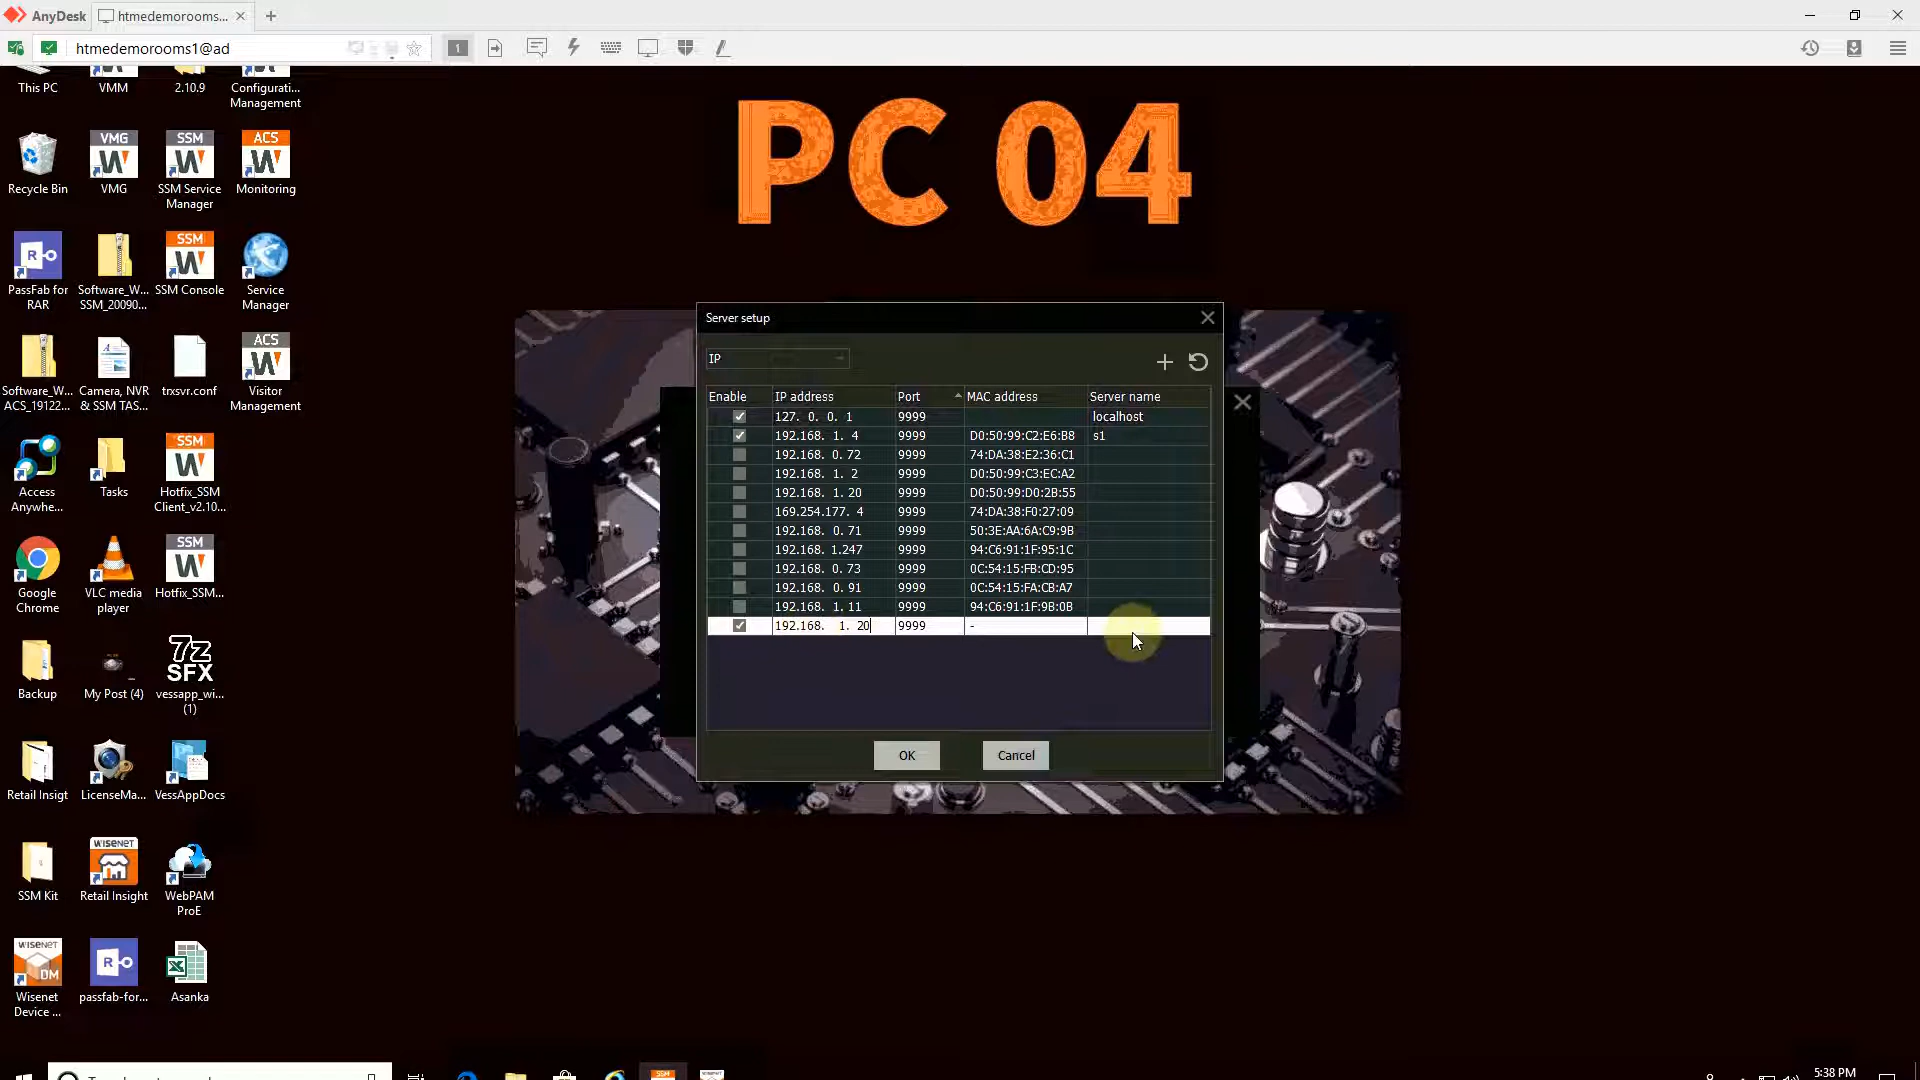 AnyDesk
htmedemorooms...
htmedemorooms1@ad
1
PC 04
This PC
VMM
2.10.9
Configurati...
Management
Recycle Bin
VMG
VMG
SSM
SSM Service
Manager
ACS
Monitoring
PassFab for
RAR
Software_W...
SSM_20090...
SSM
SSM Console
Service
Manager
Software_W...
ACS_19122...
Camera, NVR
& SSM TAS...
trxsvr.conf
ACS
Visitor
Management
Access
Anywhe...
Tasks
SSM
Hotfix_SSM
Client_v2.10...
Google
Chrome
VLC media
player
SSM
Hotfix_SSM...
Backup
My Post (4)
7z
SFX
vessapp_wi...
(1)
Retail Insigt
LicenseMa...
VessAppDocs
SSM Kit
WISENET
Retail Insight
WebPAM
ProE
WISENET
DM
Wisenet
Device ...
passfab-for...
Asanka
Server setup
IP
Enable IP address Port MAC address Server name
127. 0. 0. 1 9999 localhost
192.168. 1. 4 9999 D0:50:99:C2:E6:B8 s1
192.168. 0.72 9999 74:DA:38:E2:36:C1
192.168. 1. 2 9999 D0:50:99:C3:EC:A2
192.168. 1. 20 9999 D0:50:99:D0:2B:55
169.254.177. 4 9999 74:DA:38:F0:27:09
192.168. 0.71 9999 50:3E:AA:6A:C9:9B
192.168. 1.247 9999 94:C6:91:1F:95:1C
192.168. 0.73 9999 0C:54:15:FB:CD:95
192.168. 0.91 9999 0C:54:15:FA:CB:A7
192.168. 1. 11 9999 94:C6:91:1F:9B:0B
192.168. 1. 20 9999 -
OK
Cancel
5:38 PM